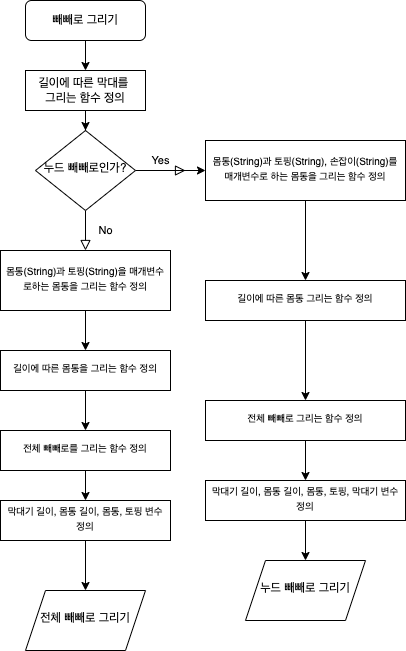 빼빼로 그리기
길이에 따른 막대를
그리는 함수 정의
누드 빼빼로인가?
Yes
No
몸통(String)과 토핑(String), 손잡이(String)를
매개변수로 하는 몸통을 그리는 함수 정의
몸통(String)과 토핑(String)을 매개변수
로하는 몸통을 그리는 함수 정의
길이에 따른 몸통 그리는 함수 정의
길이에 따른 몸통을 그리는 함수 정의
전체 빼빼로 그리는 함수 정의
전체 빼빼로를 그리는 함수 정의
막대기 길이, 몸통 길이, 몸통, 토핑, 막대기 변수
정의
막대기 길이, 몸통 길이, 몸통, 토핑 변수
정의
누드 빼빼로 그리기
전체 빼빼로 그리기